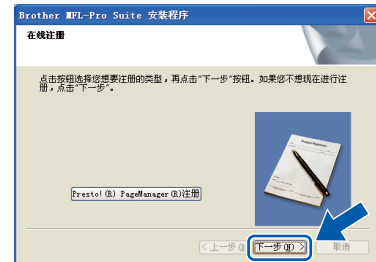 Brother MFL-Pro Suite 安装程序
在线注册
点击按钮选择您想要注册的类型，再点击"下一步"按钮。如果您不想现在进行注
册，点击"下一步"。
Presto! (R) PageManager (R)注册
<上一步(B) 下一步(N) > 取消